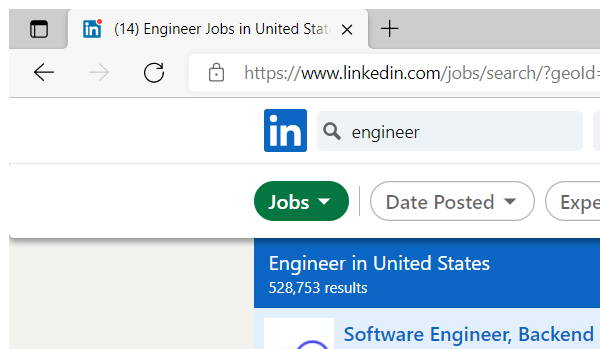 (14) Engineer Jobs in United Stat
https://www.linkedin.com/jobs/search/?geoId=
in
engineer
Jobs
Date Posted
Expe
Engineer in United States
528,753 results
Software Engineer, Backend